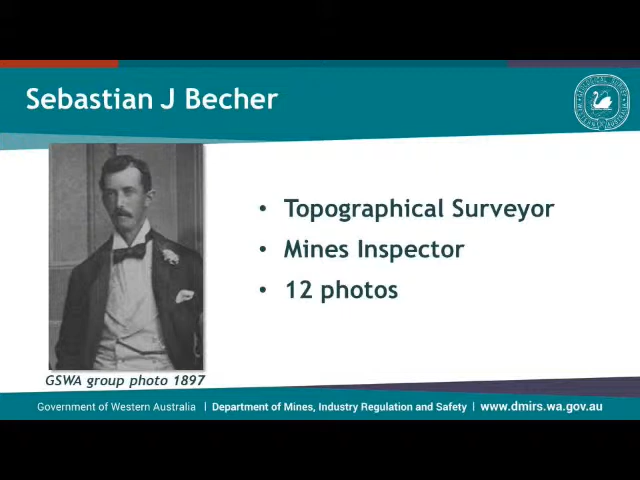 Sebastian J Becher
• Topographical Surveyor
• Mines Inspector
• 12 photos
GSWA group photo 1897
Government of Western Australia | Department of Mines, Industry Regulation and Safety | www.dmirs.wa.gov.au